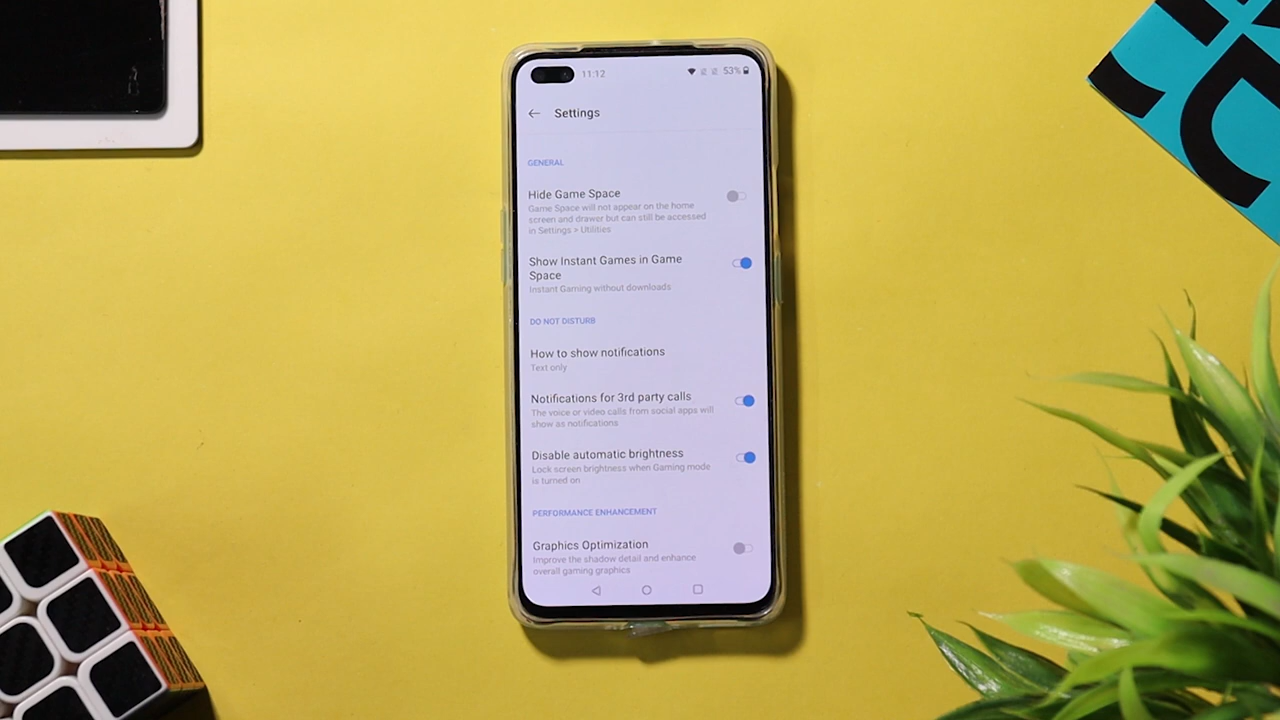 11:12
53%
Settings
GENERAL
Hide Game Space
Game Space will not appear on the home
screen and drawer but can still be accessed
in Settings > Utilities
Show Instant Games in Game
Space
Instant Gaming without downloads
DO NOT DISTURB
How to show notifications
Text only
Notifications for 3rd party calls
The voice or video calls from social apps will
show as notifications
Disable automatic brightness
Lock screen brightness when Gaming mode
is turned on
PERFORMANCE ENHANCEMENT
Graphics Optimization
Improve the shadow detail and enhance
overall gaming graphics